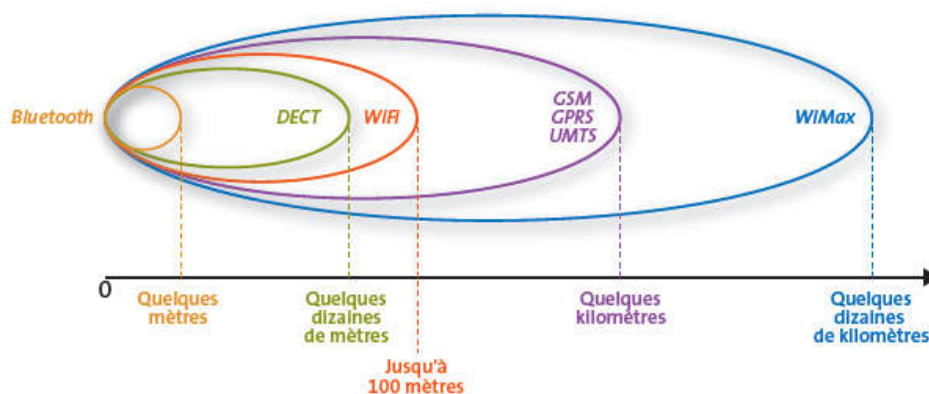 Bluetooth
DECT
WiFi
GSM
GPRS
UMTS
WiMax
0
Quelques
mètres
Quelques
dizaines
de mètres
Jusqu'à
100 mètres
Quelques
kilomètres
Quelques
dizaines
de kilomètres